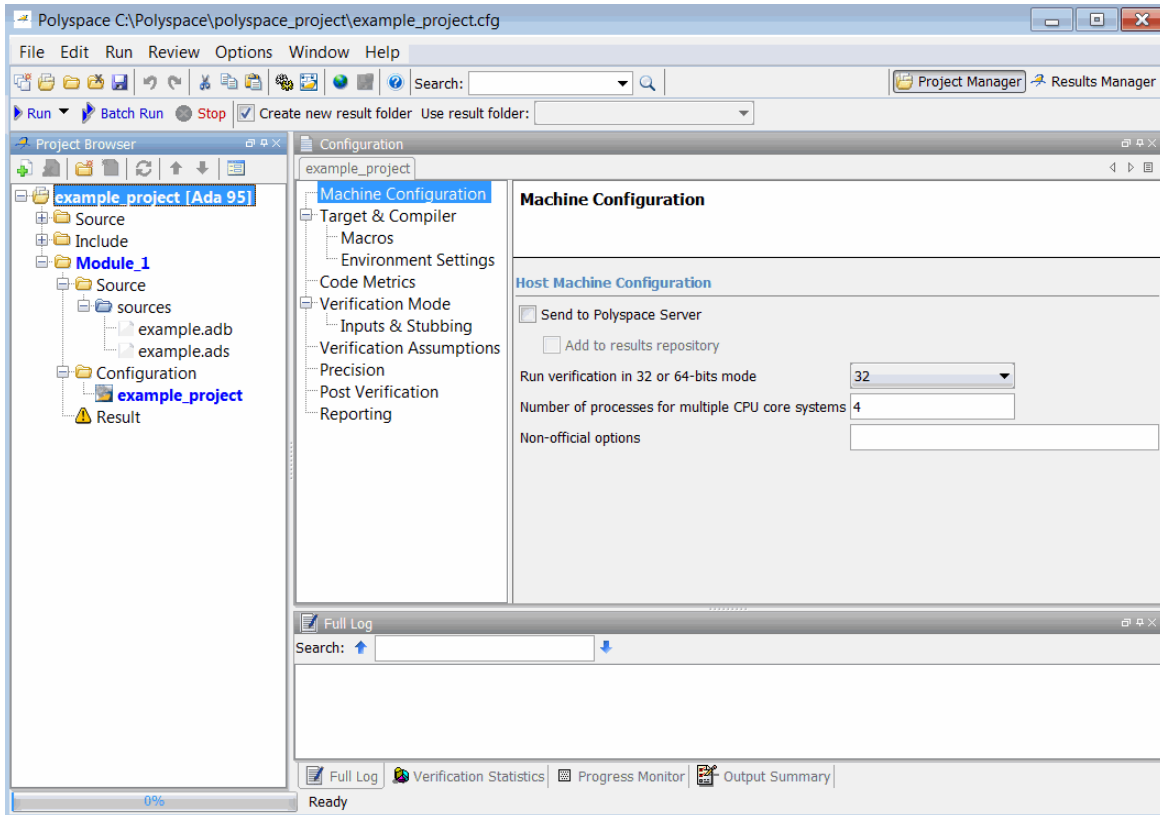 Polyspace C:\Polyspace\polyspace_project\example_project.cfg
File Edit Run Review Options Window Help
Search:
Project Manager Results Manager
Run Batch Run Stop Create new result folder Use result folder:
Project Browser
Configuration
example_project
example_project [Ada 95]
Source
Include
Module_1
Source
sources
example.adb
example.ads
Configuration
example_project
Result
Machine Configuration
Target & Compiler
Macros
Environment Settings
Code Metrics
Verification Mode
Inputs & Stubbing
Verification Assumptions
Precision
Post Verification
Reporting
Machine Configuration
Host Machine Configuration
Send to Polyspace Server
Add to results repository
Run verification in 32 or 64-bits mode 32
Number of processes for multiple CPU core systems 4
Non-official options
Full Log
Search:
Full Log Verification Statistics Progress Monitor Output Summary
0% Ready